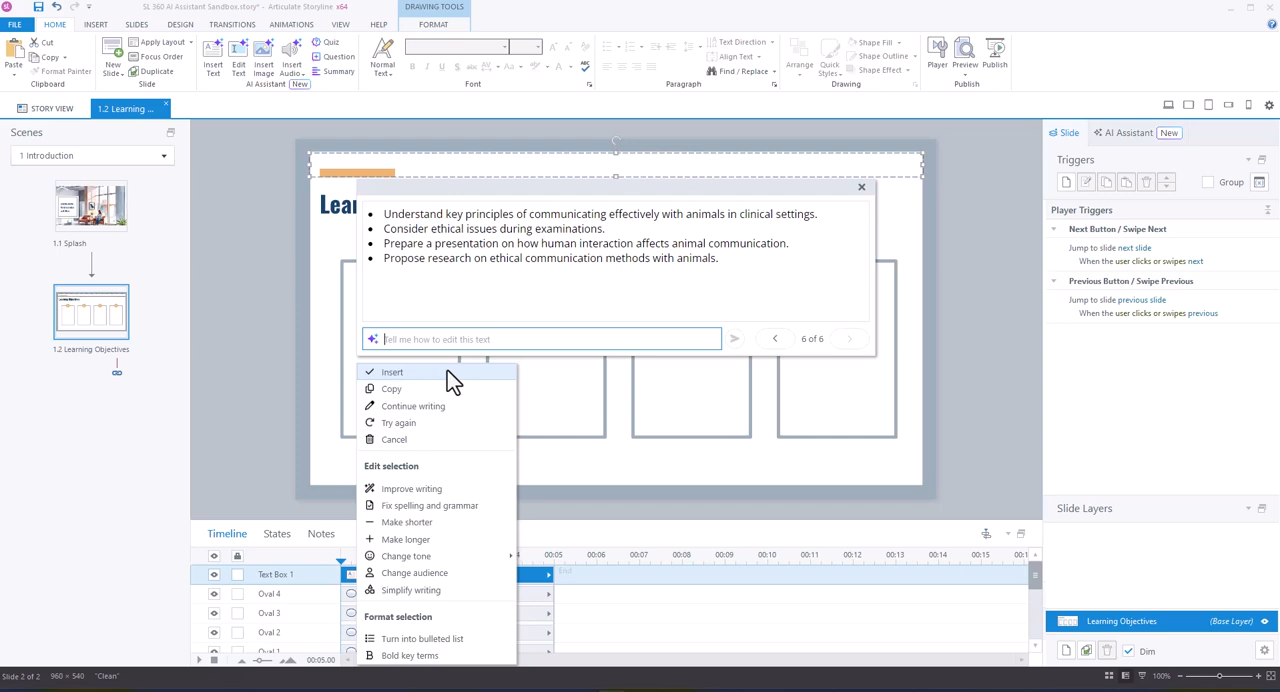 SL 360 AI Assistant Sandbox.story* - Articulate Storyline x64
DRAWING TOOLS
FILE HOME INSERT SLIDE DESIGN TRANSITIONS ANIMATIONS VIEW HELP FORMAT
Paste
Cut
Copy
Format Painter
Clipboard
New Slide
Apply Layout
Focus Order
Duplicate
Slide
Insert Text
Edit Text
Insert Image
Insert Audio
Quiz
Question
Summary
AI Assistant New
Normal Text
Font
Text Direction
Align Text
Find / Replace
Paragraph
Arrange
Quick Styles
Shape Fill
Shape Outline
Shape Effect
Drawing
Player
Preview
Publish
Publish
STORY VIEW
1.2 Learning ...
Scenes
1 Introduction
1.1 Splash
1.2 Learning Objectives
Lear
• Understand key principles of communicating effectively with animals in clinical settings.
• Consider ethical issues during examinations.
• Prepare a presentation on how human interaction affects animal communication.
• Propose research on ethical communication methods with animals.
Tell me how to edit this text
6 of 6
Insert
Copy
Continue writing
Try again
Cancel
Edit selection
Improve writing
Fix spelling and grammar
Make shorter
Make longer
Change tone
Change audience
Simplify writing
Format selection
Turn into bulleted list
Bold key terms
Slide
AI Assistant New
Triggers
Group
Player Triggers
Next Button / Swipe Next
Jump to slide next slide
When the user clicks or swipes next
Previous Button / Swipe Previous
Jump to slide previous slide
When the user clicks or swipes previous
Slide Layers
Learning Objectives (Base Layer)
Dim
Timeline States Notes
00:05 00:06 00:07 00:08 00:09 00:10 00:11 00:12 00:13 00:14 00:15
Text Box 1
End
Oval 4
Oval 3
Oval 2
Oval 1
00:05.00
Slide 2 of 2 960 × 540 "Clean"
100%